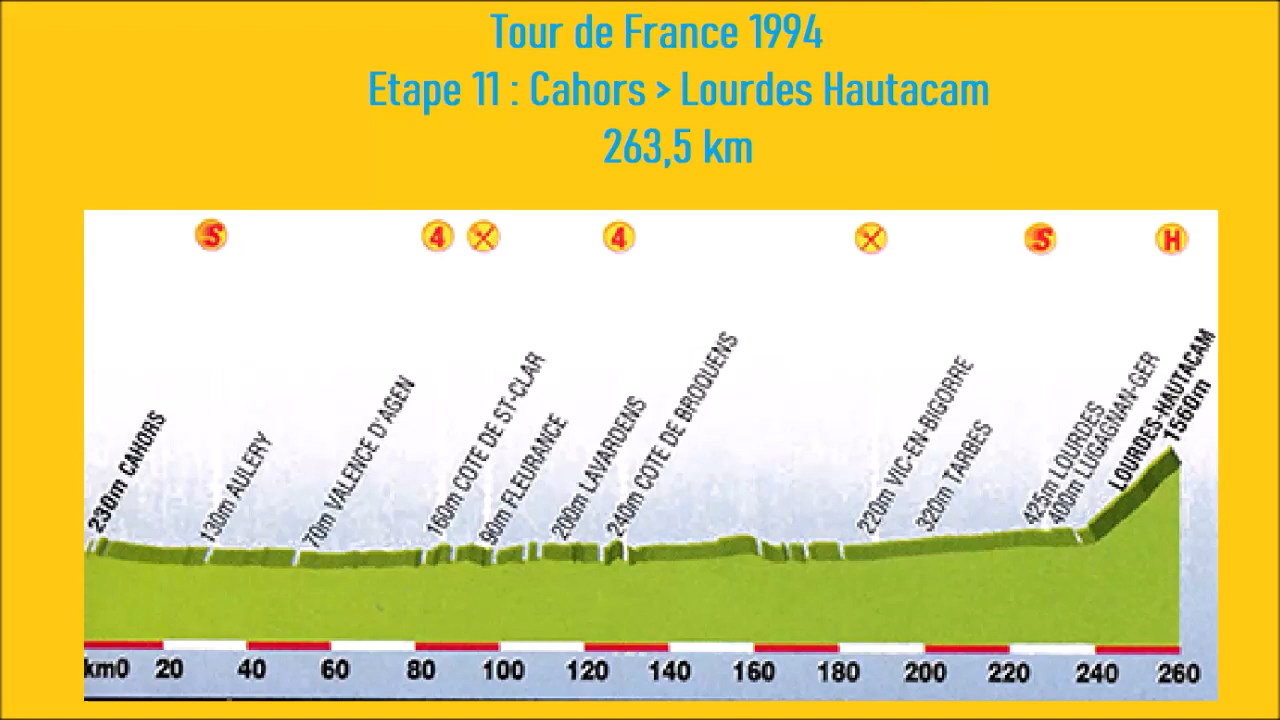 Tour de France 1994
Etape 11 : Cahors > Lourdes Hautacam
263,5 km
S
4
4
S
H
230m CAHORS
130m AULERY
70m VALENCE D'AGEN
160m COTE DE ST-CLAR
90m FLEURANCE
200m LAVARDENS
240m COTE DE BROQUENS
220m VIC-EN-BIGORRE
320m TARBES
425m LOURDES
400m LUGAGNAN-GER
LOURDES-HAUTACAM
1560m
km0 20 40 60 80 100 120 140 160 180 200 220 240 260